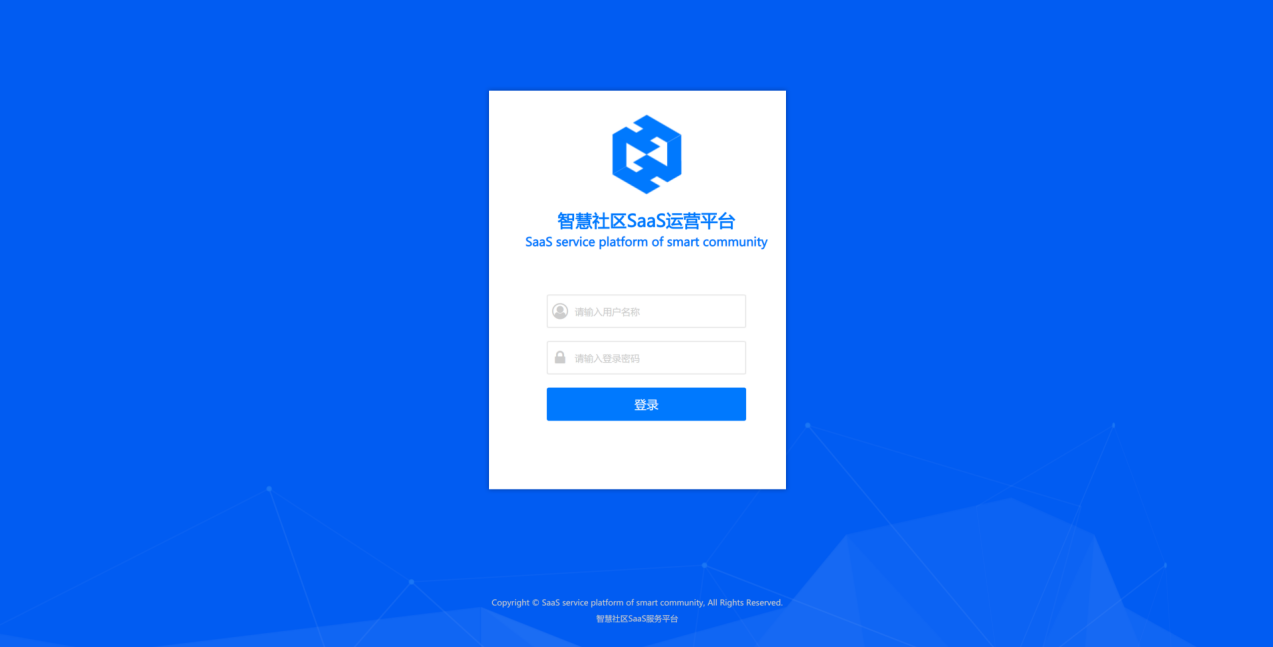 智慧社区SaaS运营平台
SaaS service platform of smart community
请输入用户名称
请输入登录密码
登录
Copyright © SaaS service platform of smart community, All Rights Reserved.
智慧社区SaaS服务平台